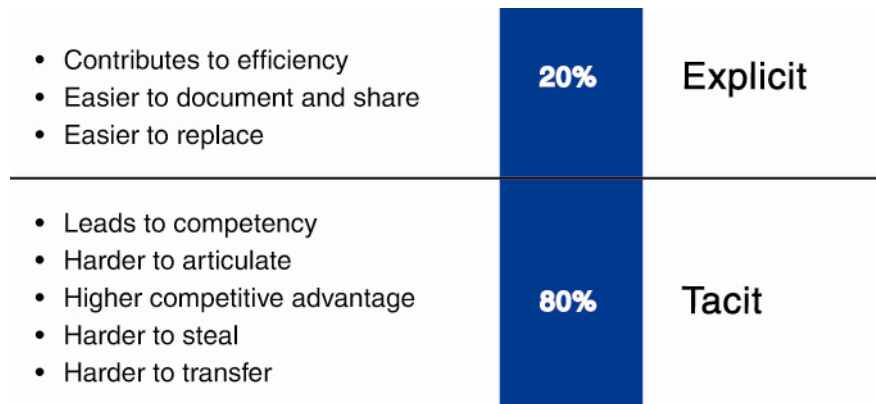 • Contributes to efficiency
• Easier to document and share
• Easier to replace
20%
Explicit
• Leads to competency
• Harder to articulate
• Higher competitive advantage
• Harder to steal
• Harder to transfer
80%
Tacit